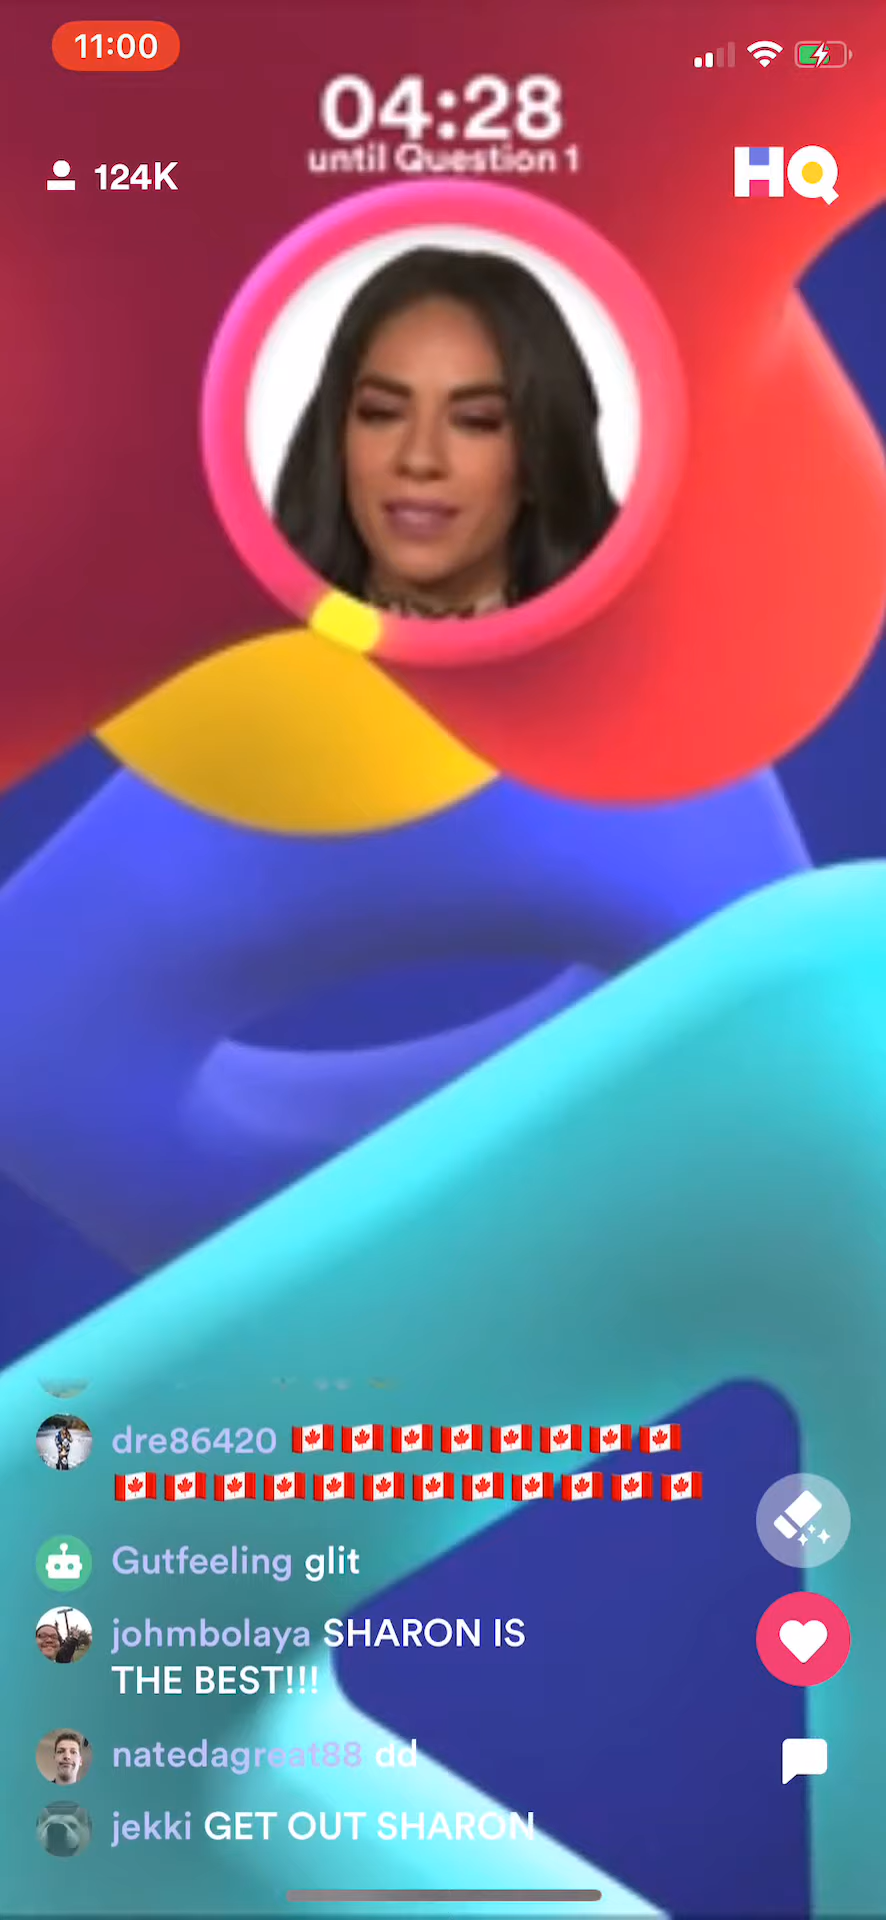 11:00
04:28
until Question 1
124K
HQ
dre86420 🇨🇦🇨🇦🇨🇦🇨🇦🇨🇦🇨🇦🇨🇦🇨🇦
🇨🇦🇨🇦🇨🇦🇨🇦🇨🇦🇨🇦🇨🇦🇨🇦🇨🇦🇨🇦🇨🇦🇨🇦
Gutfeeling glit
johmbolaya SHARON IS
THE BEST!!!
natedagreat88 dd
jekki GET OUT SHARON